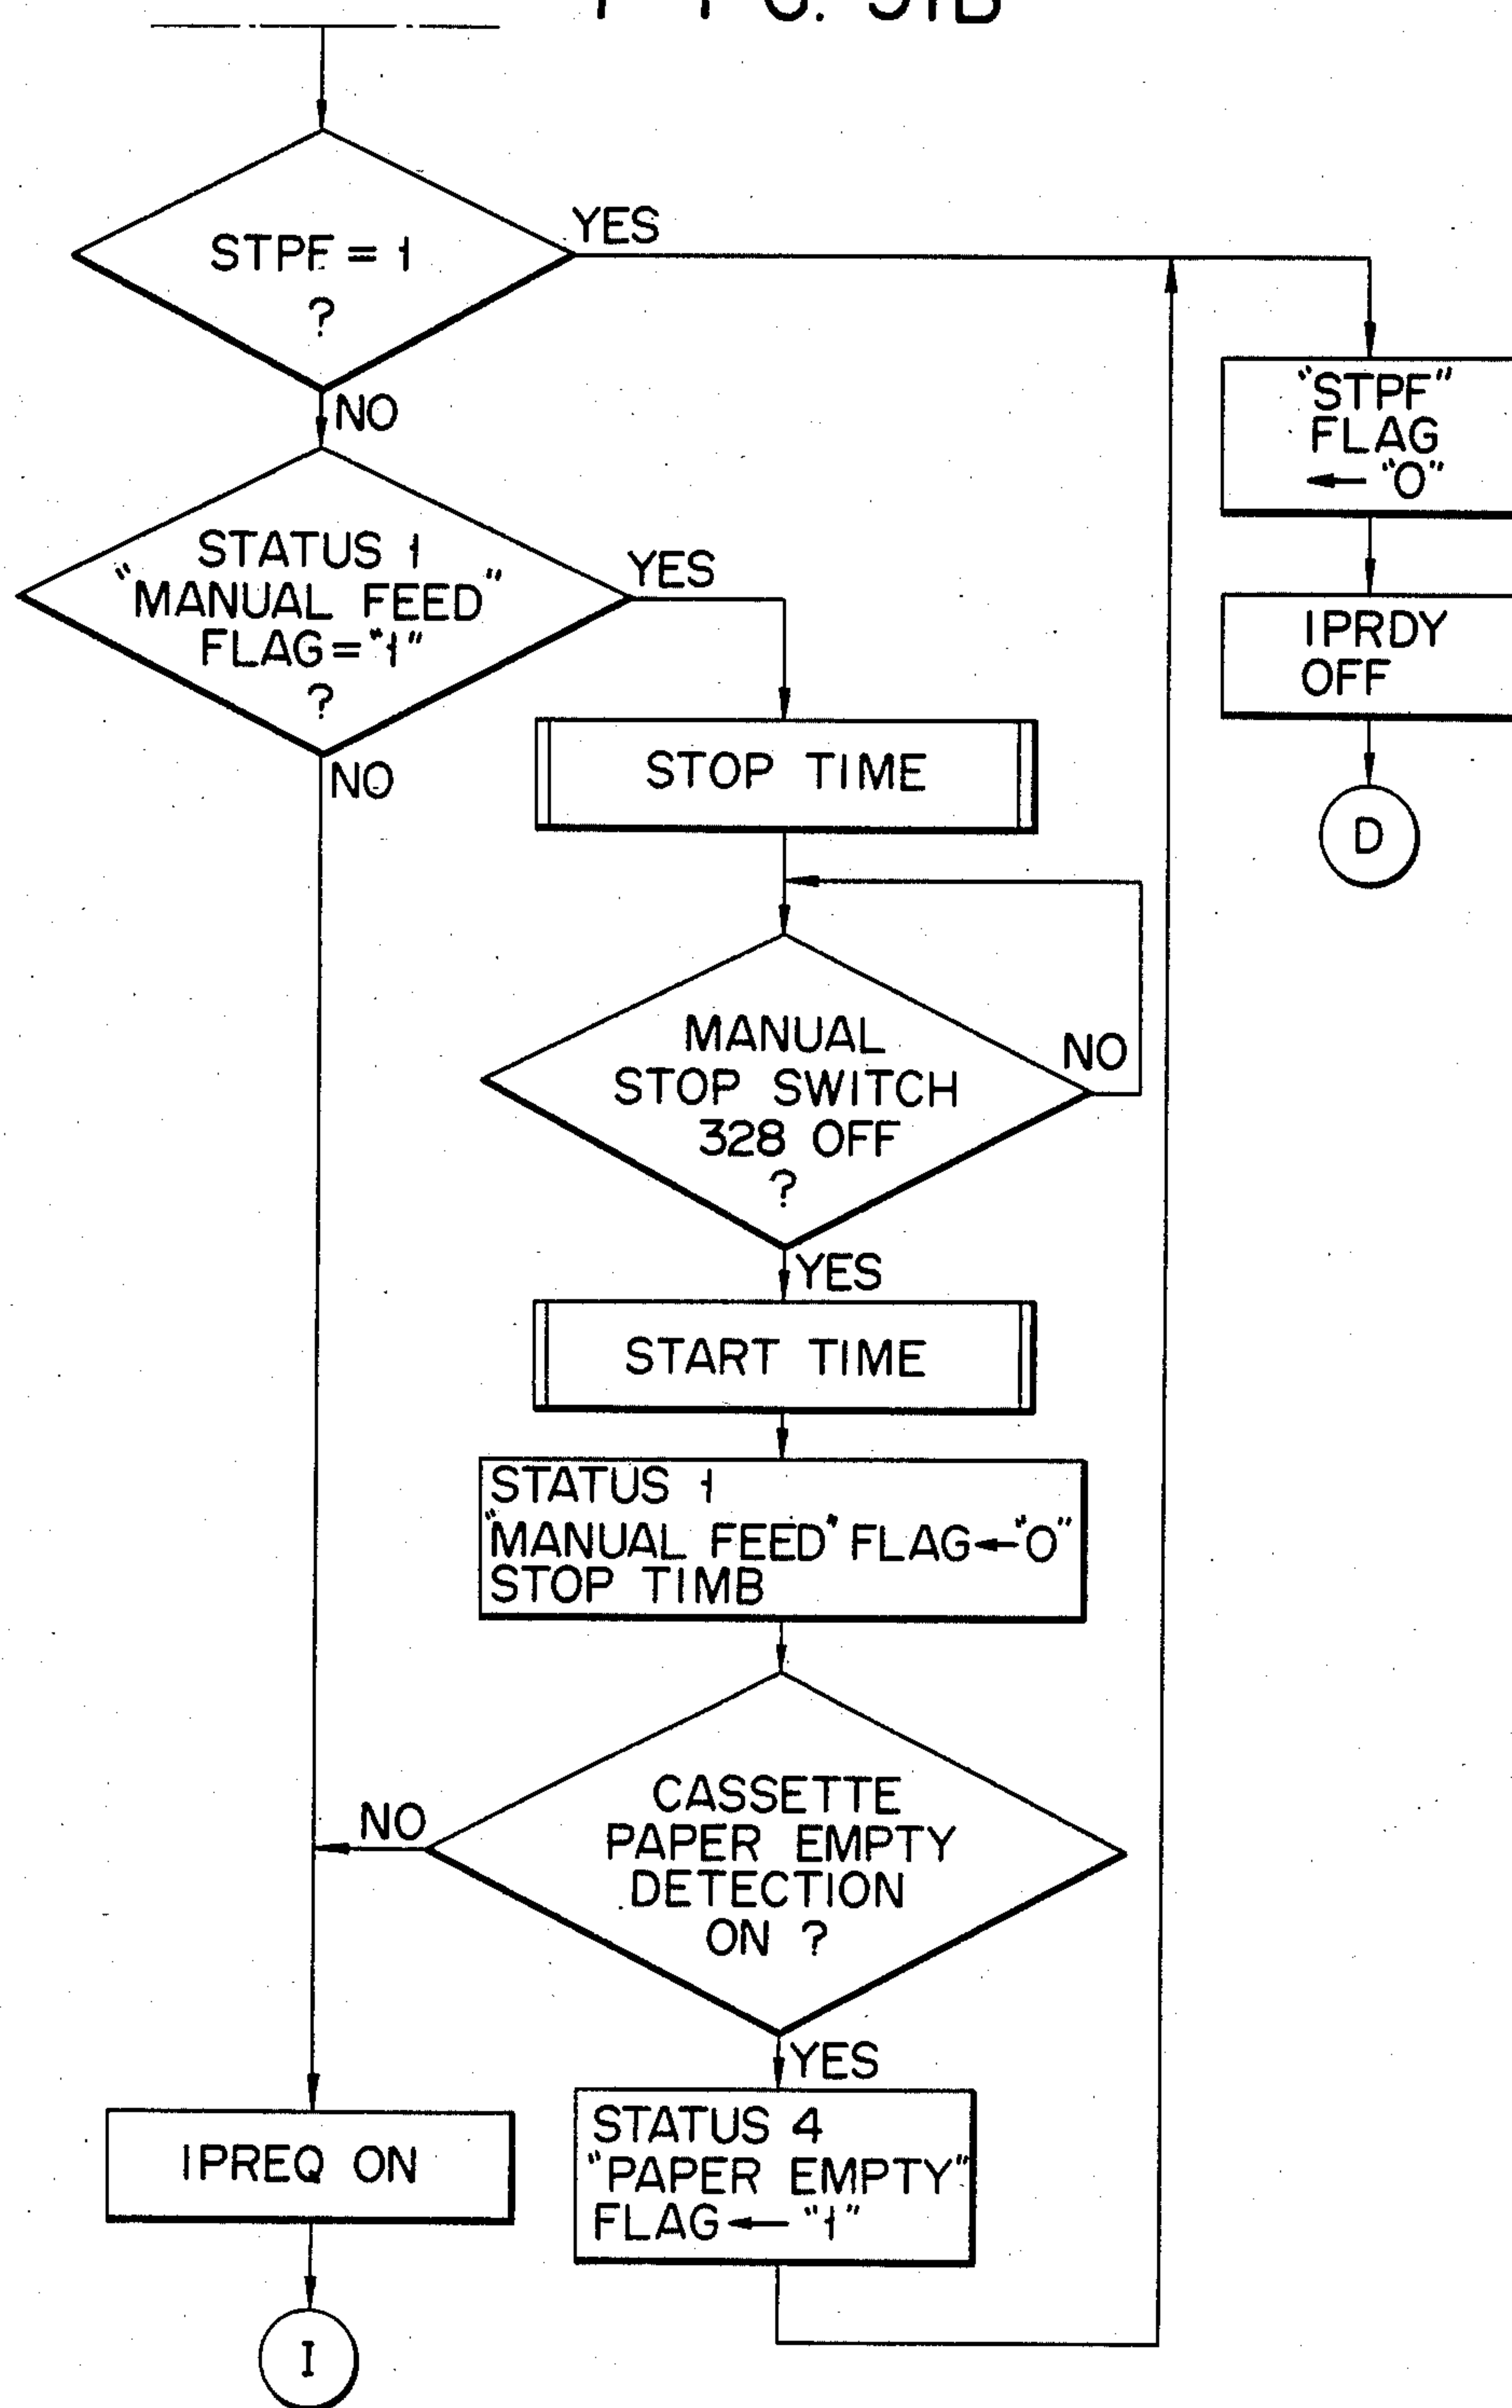 FIG. 51B
STPF = 1
?
YES
NO
"STPF"
FLAG
← "0"
IPRDY
OFF
D
STATUS 1
"MANUAL FEED"
FLAG="1"
?
YES
NO
STOP TIME
MANUAL
STOP SWITCH
328 OFF
?
NO
YES
START TIME
STATUS 1
"MANUAL FEED" FLAG←"0"
STOP TIMB
CASSETTE
PAPER EMPTY
DETECTION
ON ?
NO
YES
IPREQ ON
I
STATUS 4
"PAPER EMPTY"
FLAG ← "1"